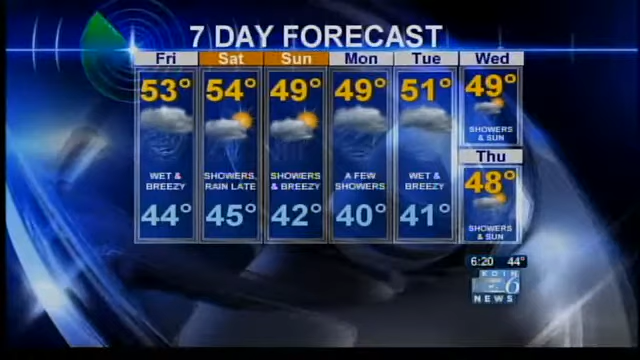 7 DAY FORECAST
Fri Sat Sun Mon Tue Wed
53° 54° 49° 49° 51° 49°
SHOWERS
& SUN
Thu
WET & SHOWERS SHOWERS A FEW WET &
BREEZY RAIN LATE & BREEZY SHOWERS BREEZY
48°
44° 45° 42° 40° 41°
SHOWERS
& SUN
6:20 44°
KOIN
6
NEWS